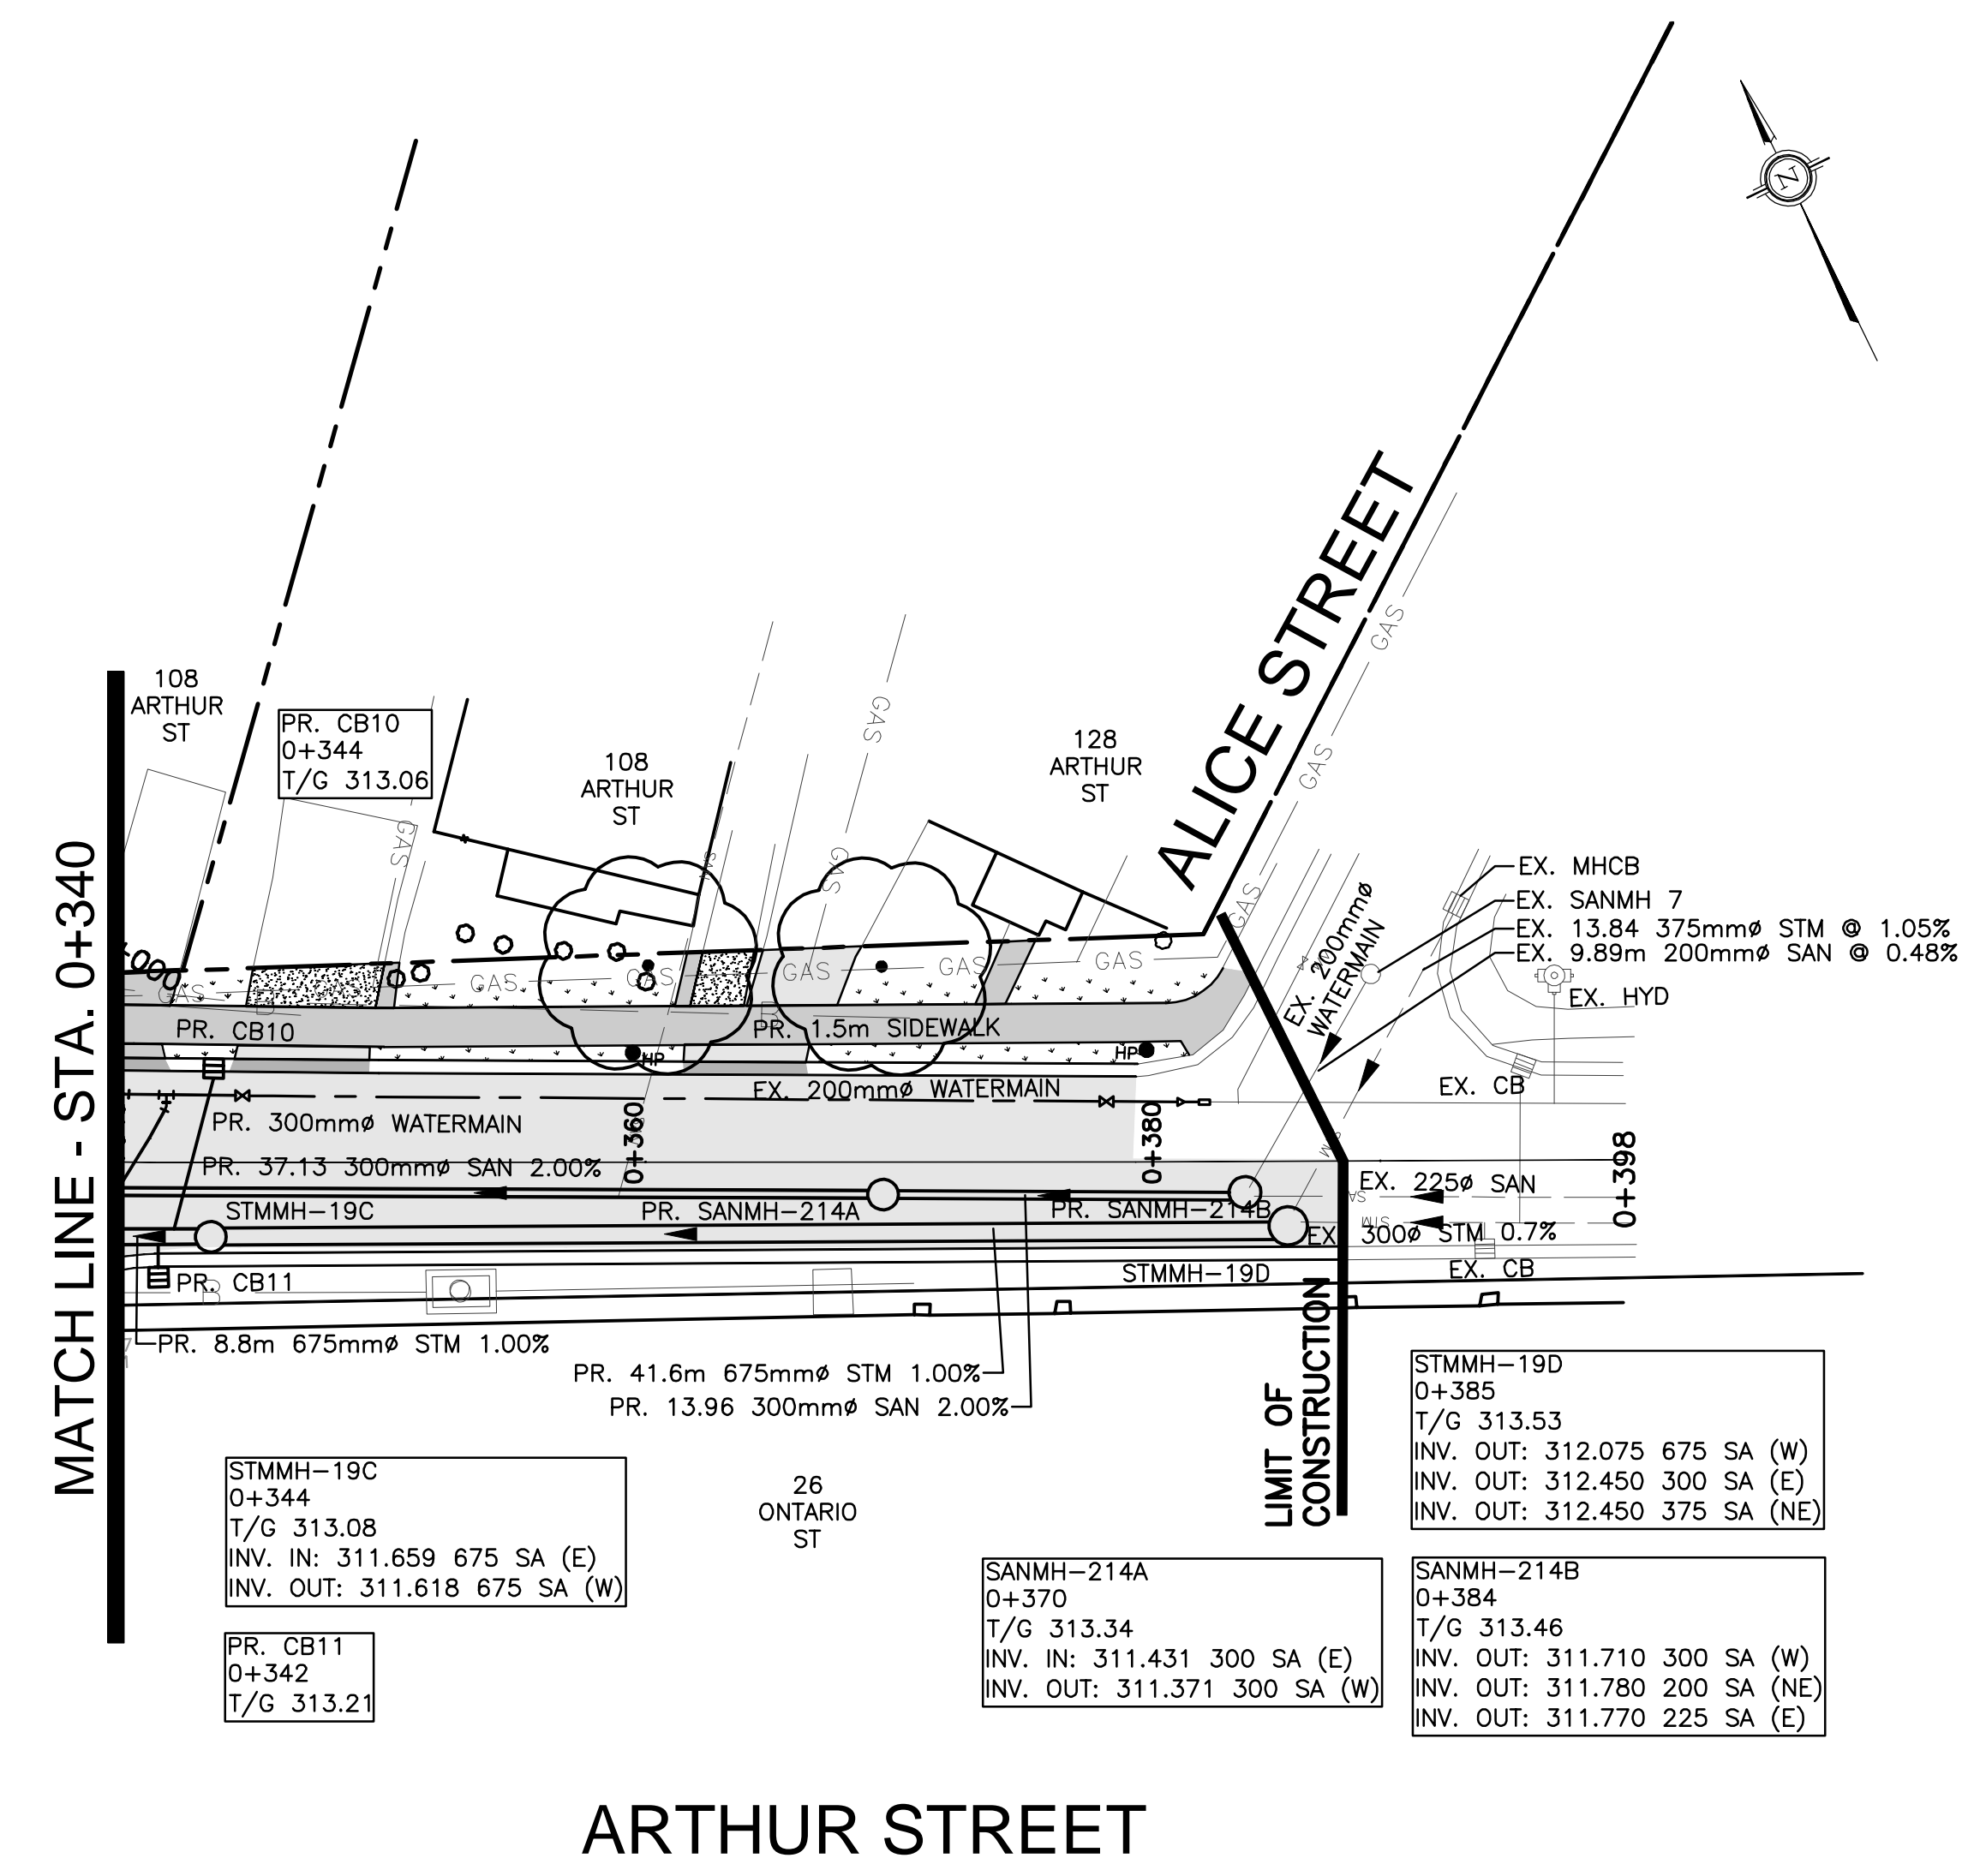 N
ALICE STREET
GAS
GAS
GAS
GAS
GAS
GAS
GAS
GAS
GAS
GAS
GAS
GAS
MATCH LINE - STA. 0+340
108
ARTHUR
ST
PR. CB10
0+344
T/G 313.06
108
ARTHUR
ST
128
ARTHUR
ST
EX. MHCB
EX. SANMH 7
EX. 13.84 375mmø STM @ 1.05%
EX. 9.89m 200mmø SAN @ 0.48%
EX. 200mmø
WATERMAIN
EX. HYD
PR. CB10
B
PR. 1.5m SIDEWALK
HP
HP
EX. 200mmø WATERMAIN
EX. CB
PR. 300mmø WATERMAIN
0+360
0+380
0+398
PR. 37.13 300mmø SAN 2.00%
EX. 225ø SAN
SA
STMMH-19C
PR. SANMH-214A
PR. SANMH-214B
STM
EX 300ø STM 0.7%
EX. CB
STMMH-19D
PR. CB11
B
PR. 8.8m 675mmø STM 1.00%
PR. 41.6m 675mmø STM 1.00%
PR. 13.96 300mmø SAN 2.00%
LIMIT OF
CONSTRUCTION
STMMH-19D
0+385
T/G 313.53
INV. OUT: 312.075 675 SA (W)
INV. OUT: 312.450 300 SA (E)
INV. OUT: 312.450 375 SA (NE)
STMMH-19C
0+344
T/G 313.08
INV. IN: 311.659 675 SA (E)
INV. OUT: 311.618 675 SA (W)
26
ONTARIO
ST
SANMH-214A
0+370
T/G 313.34
INV. IN: 311.431 300 SA (E)
INV. OUT: 311.371 300 SA (W)
SANMH-214B
0+384
T/G 313.46
INV. OUT: 311.710 300 SA (W)
INV. OUT: 311.780 200 SA (NE)
INV. OUT: 311.770 225 SA (E)
PR. CB11
0+342
T/G 313.21
ARTHUR STREET